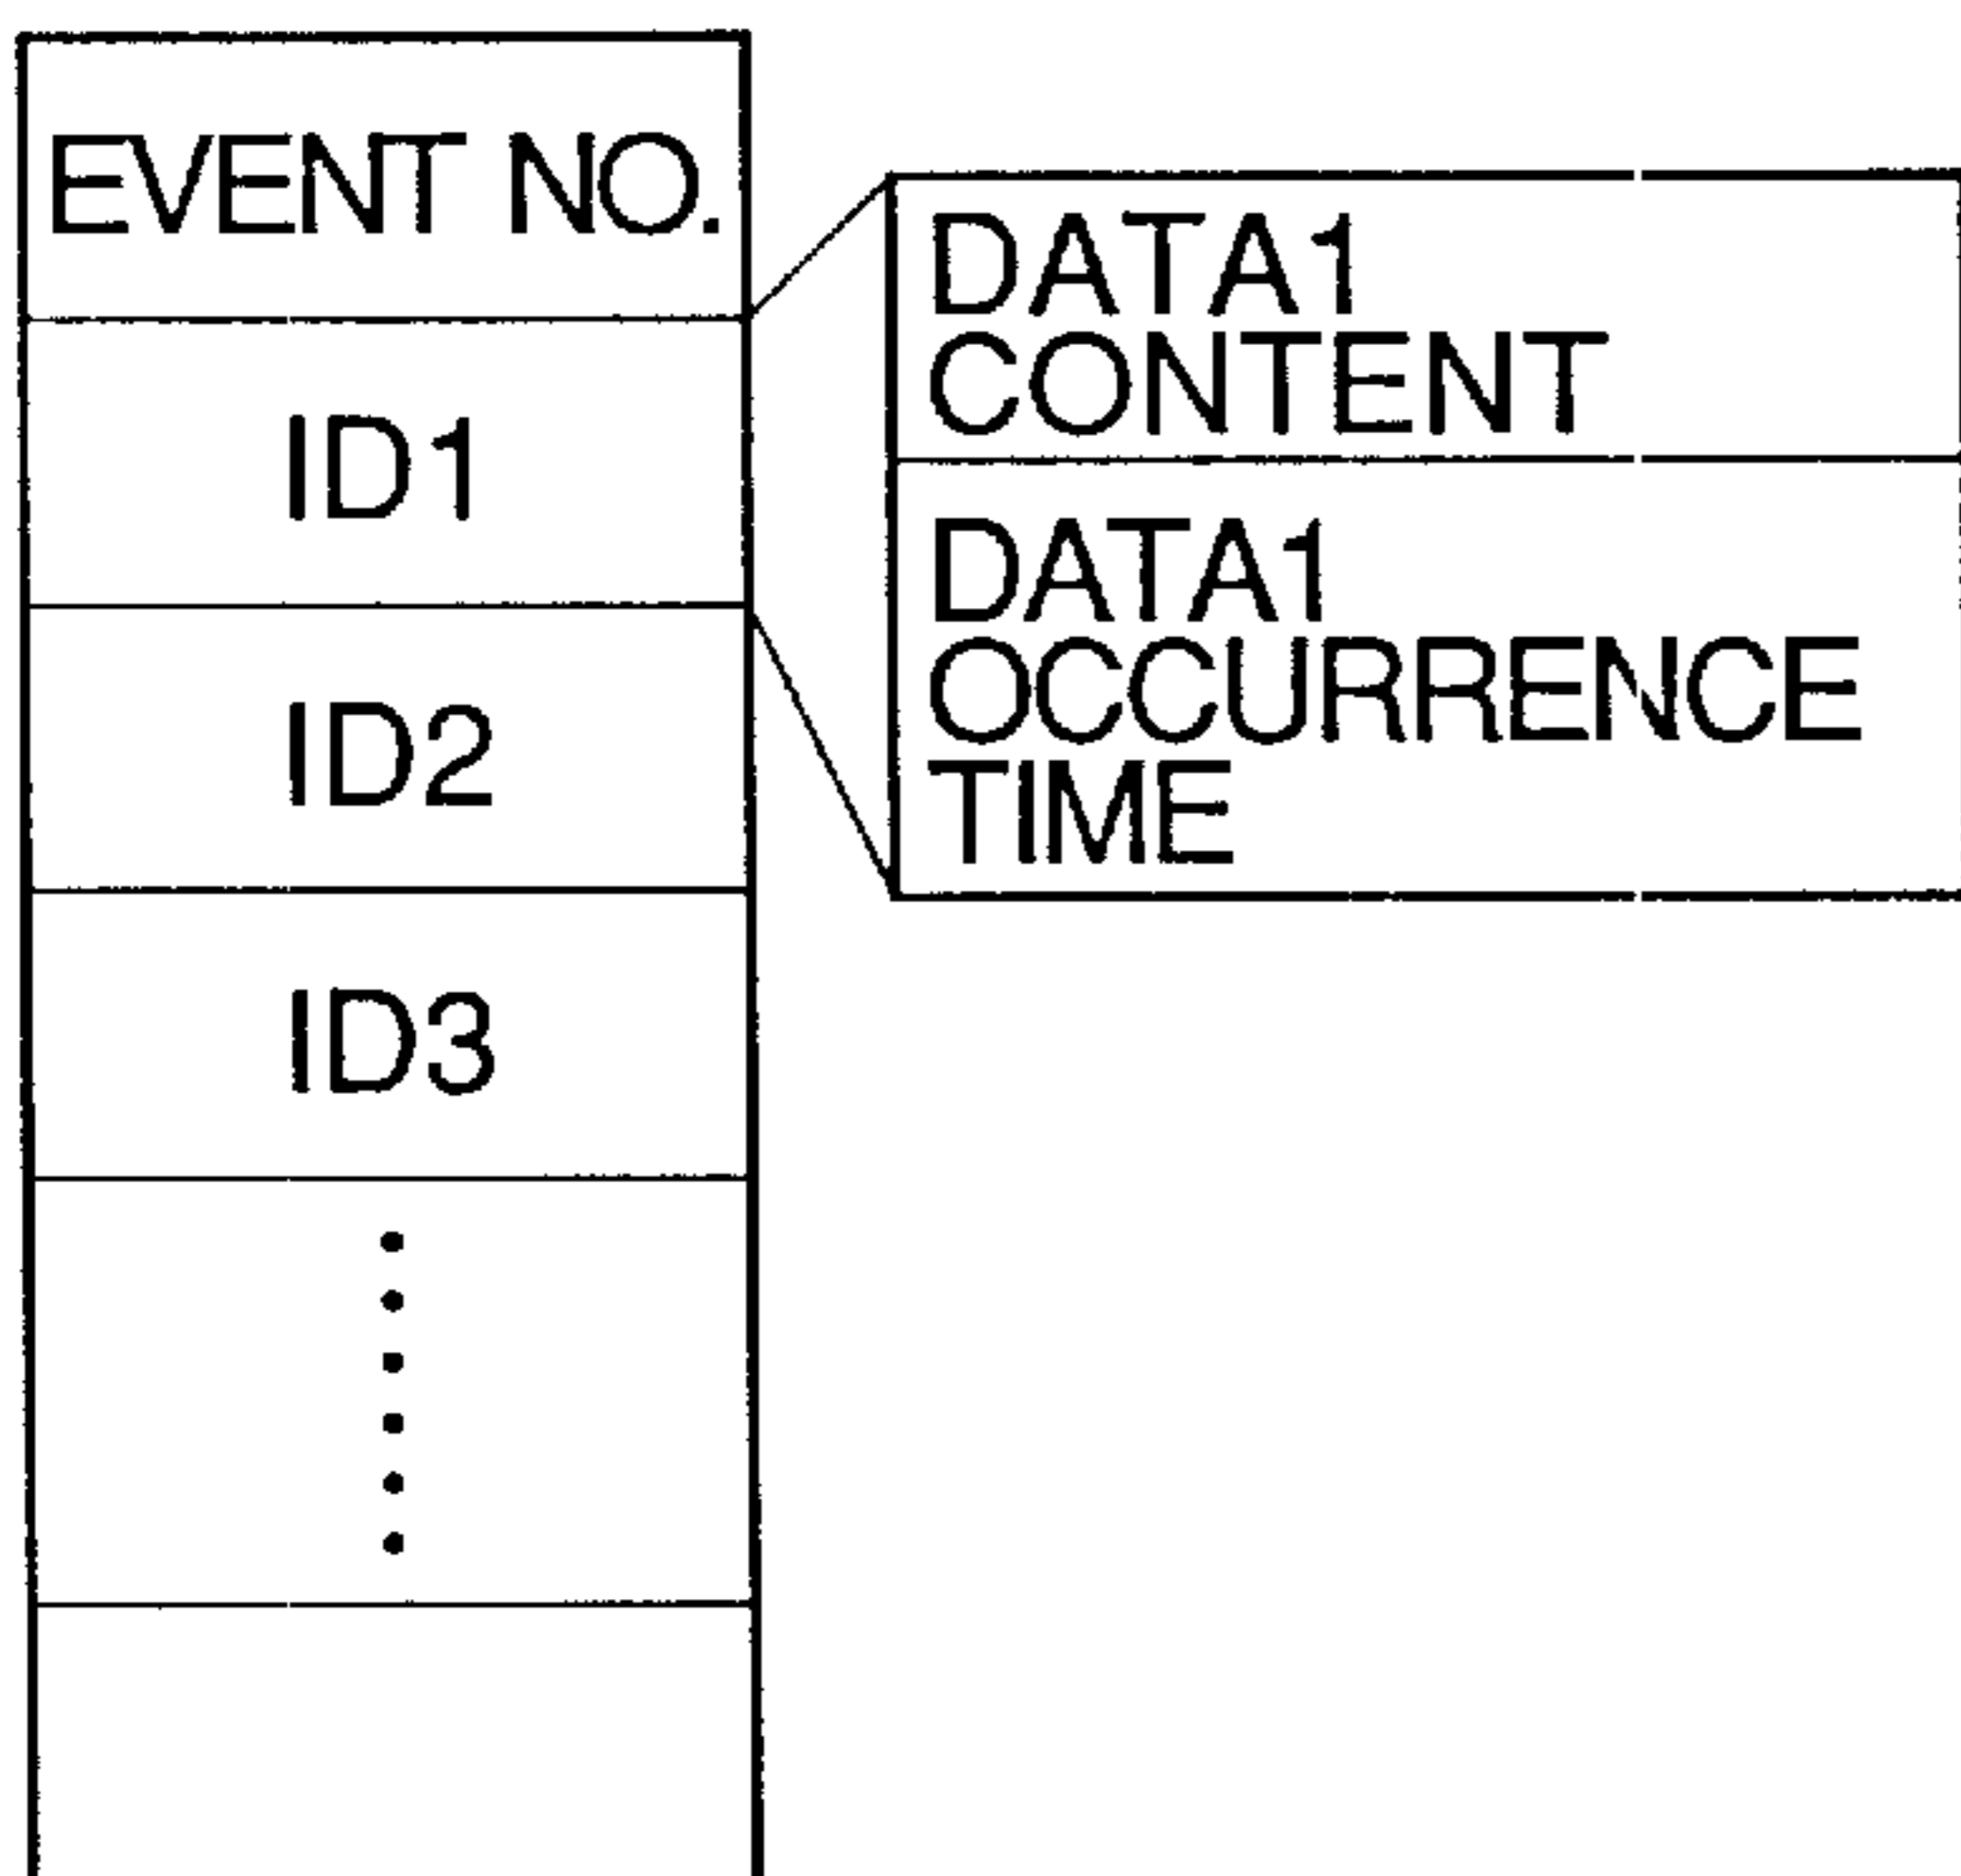 EVENT NO.
ID1
ID2
ID3
DATA1
CONTENT
DATA1
OCCURRENCE
TIME